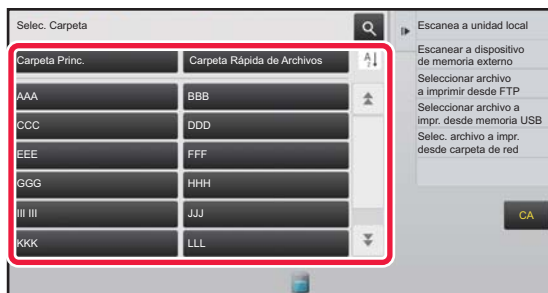 Selec. Carpeta
Carpeta Princ.
Carpeta Rápida de Archivos
AAA
BBB
CCC
DDD
EEE
FFF
GGG
HHH
III III
JJJ
KKK
LLL
Escanea a unidad local
Escanear a dispositivo
de memoria externo
Seleccionar archivo
a imprimir desde FTP
Seleccionar archivo a
impr. desde memoria USB
Selec. archivo a impr.
desde carpeta de red
CA